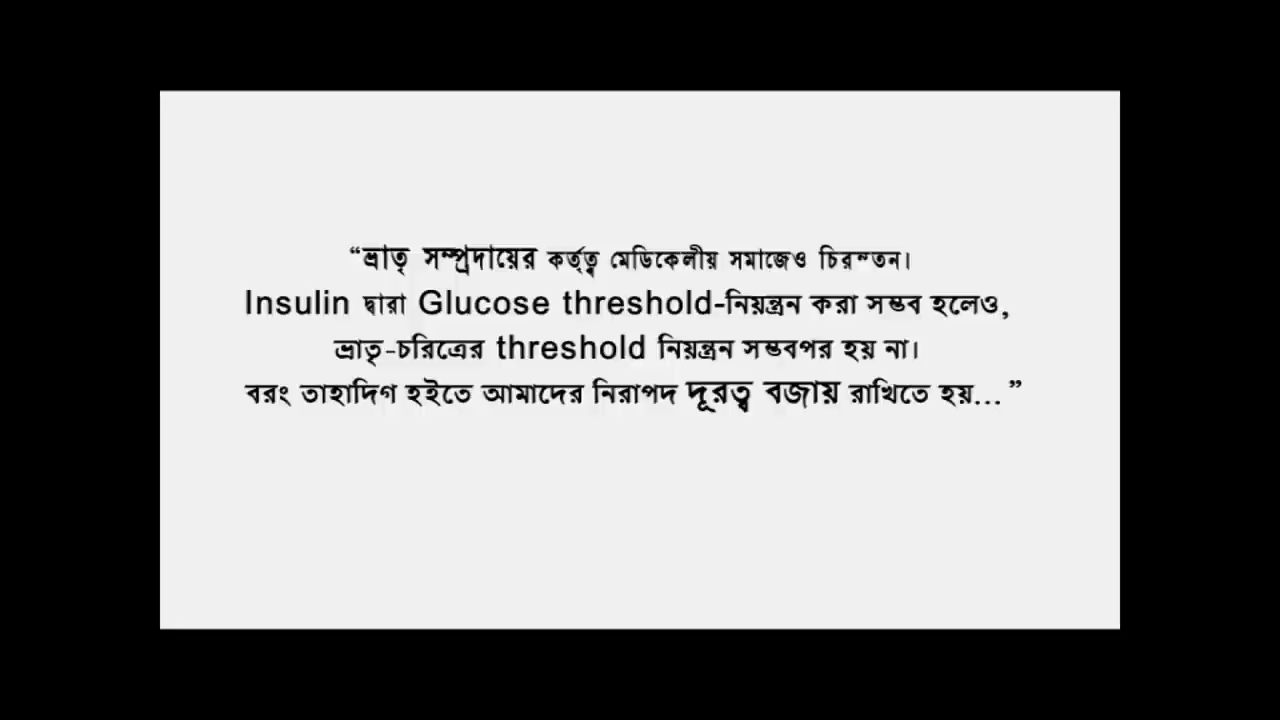 “ভ্রাতৃ সম্প্রদায়ের কর্তৃত্ব মেডিকেলীয় সমাজেও চিরন্তন।
Insulin দ্বারা Glucose threshold-নিয়ন্ত্রন করা সম্ভব হলেও,
ভ্রাতৃ-চরিত্রের threshold নিয়ন্ত্রন সম্ভবপর হয় না।
বরং তাহাদিগ হইতে আমাদের নিরাপদ দূরত্ব বজায় রাখিতে হয়...”